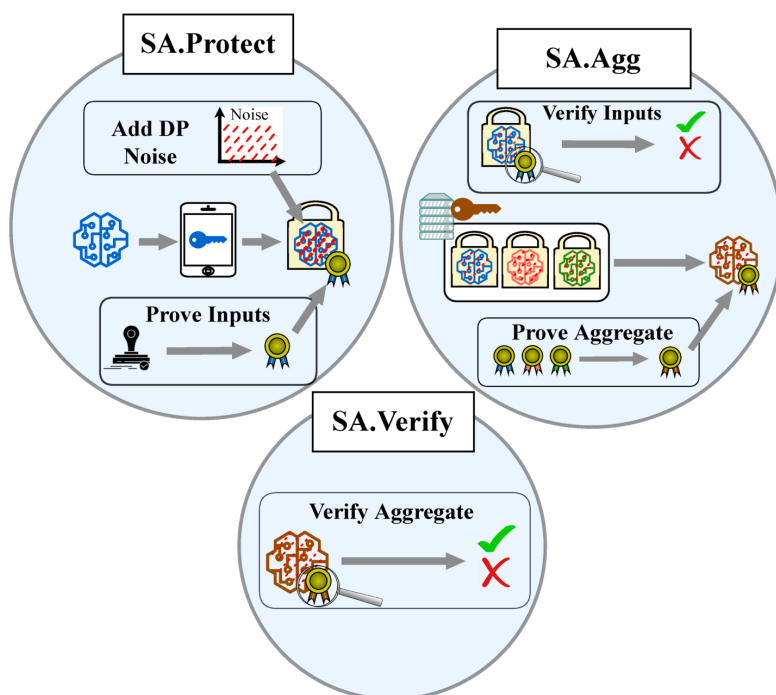 SA.Protect
Add DP
Noise
Noise
Prove Inputs
SA.Agg
Verify Inputs
Prove Aggregate
SA.Verify
Verify Aggregate